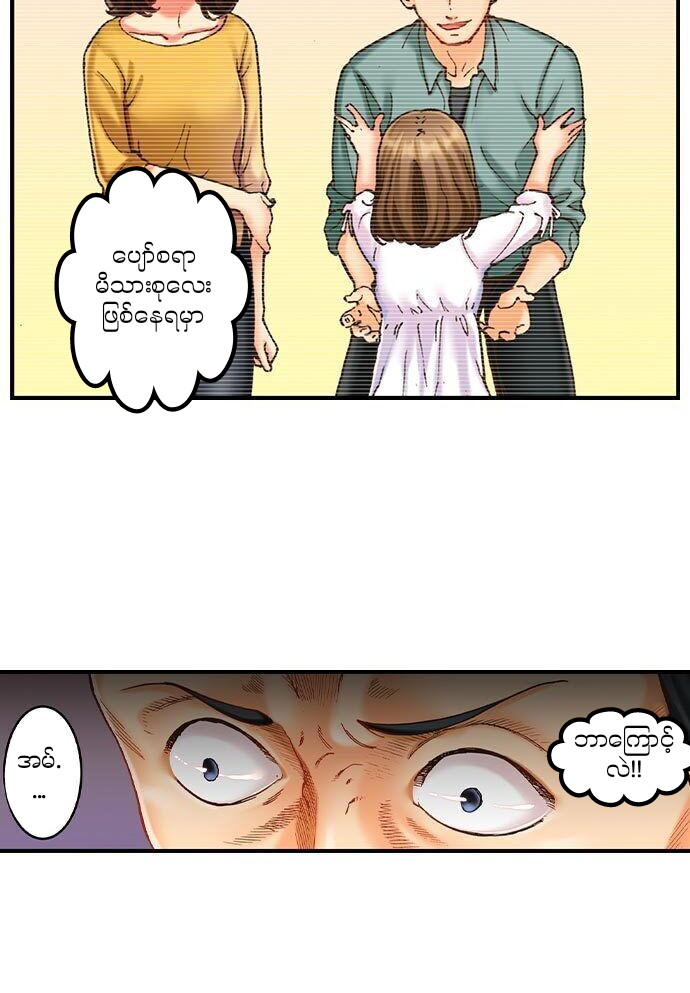 ပျော်စရာ
မိသားစုလေး
ဖြစ်နေရမှာ
အမ်.
...
ဘာကြောင့်
လဲ!!